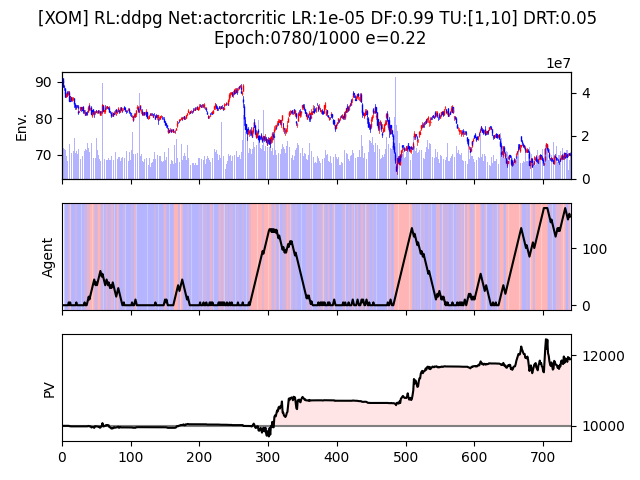 [XOM] RL:ddpg Net:actorcritic LR:1e-05 DF:0.99 TU:[1,10] DRT:0.05
Epoch:0780/1000 e=0.22
1e7
90
80
70
Env.
4
2
0
Agent
100
0
PV
12000
10000
0 100 200 300 400 500 600 700